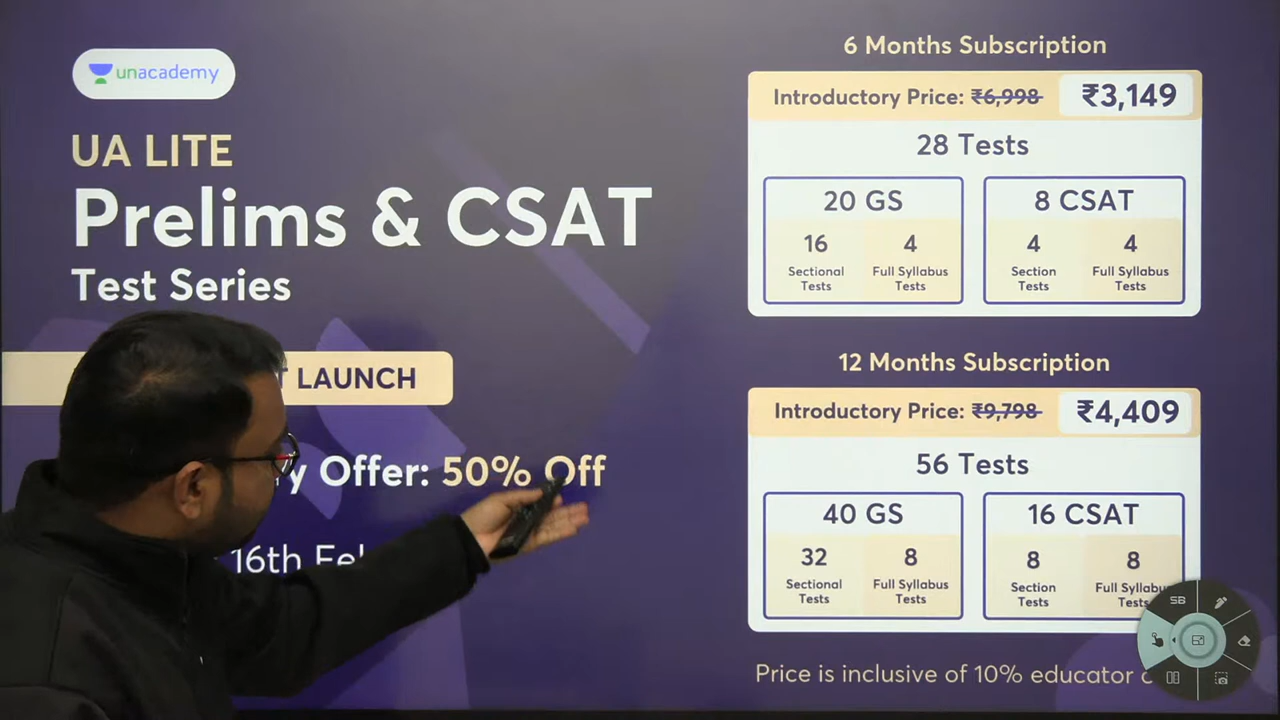 unacademy
UA LITE
Prelims & CSAT
Test Series
LAUNCH
Offer: 50% Off
16th
6 Months Subscription
Introductory Price: ₹6,998 ₹3,149
28 Tests
20 GS
16
Sectional
Tests
4
Full Syllabus
Tests
8 CSAT
4
Section
Tests
4
Full Syllabus
Tests
12 Months Subscription
Introductory Price: ₹9,798 ₹4,409
56 Tests
40 GS
32
Sectional
Tests
8
Full Syllabus
Tests
16 CSAT
8
Section
Tests
8
Full Syllabus
Tests
Price is inclusive of 10% educator
SB